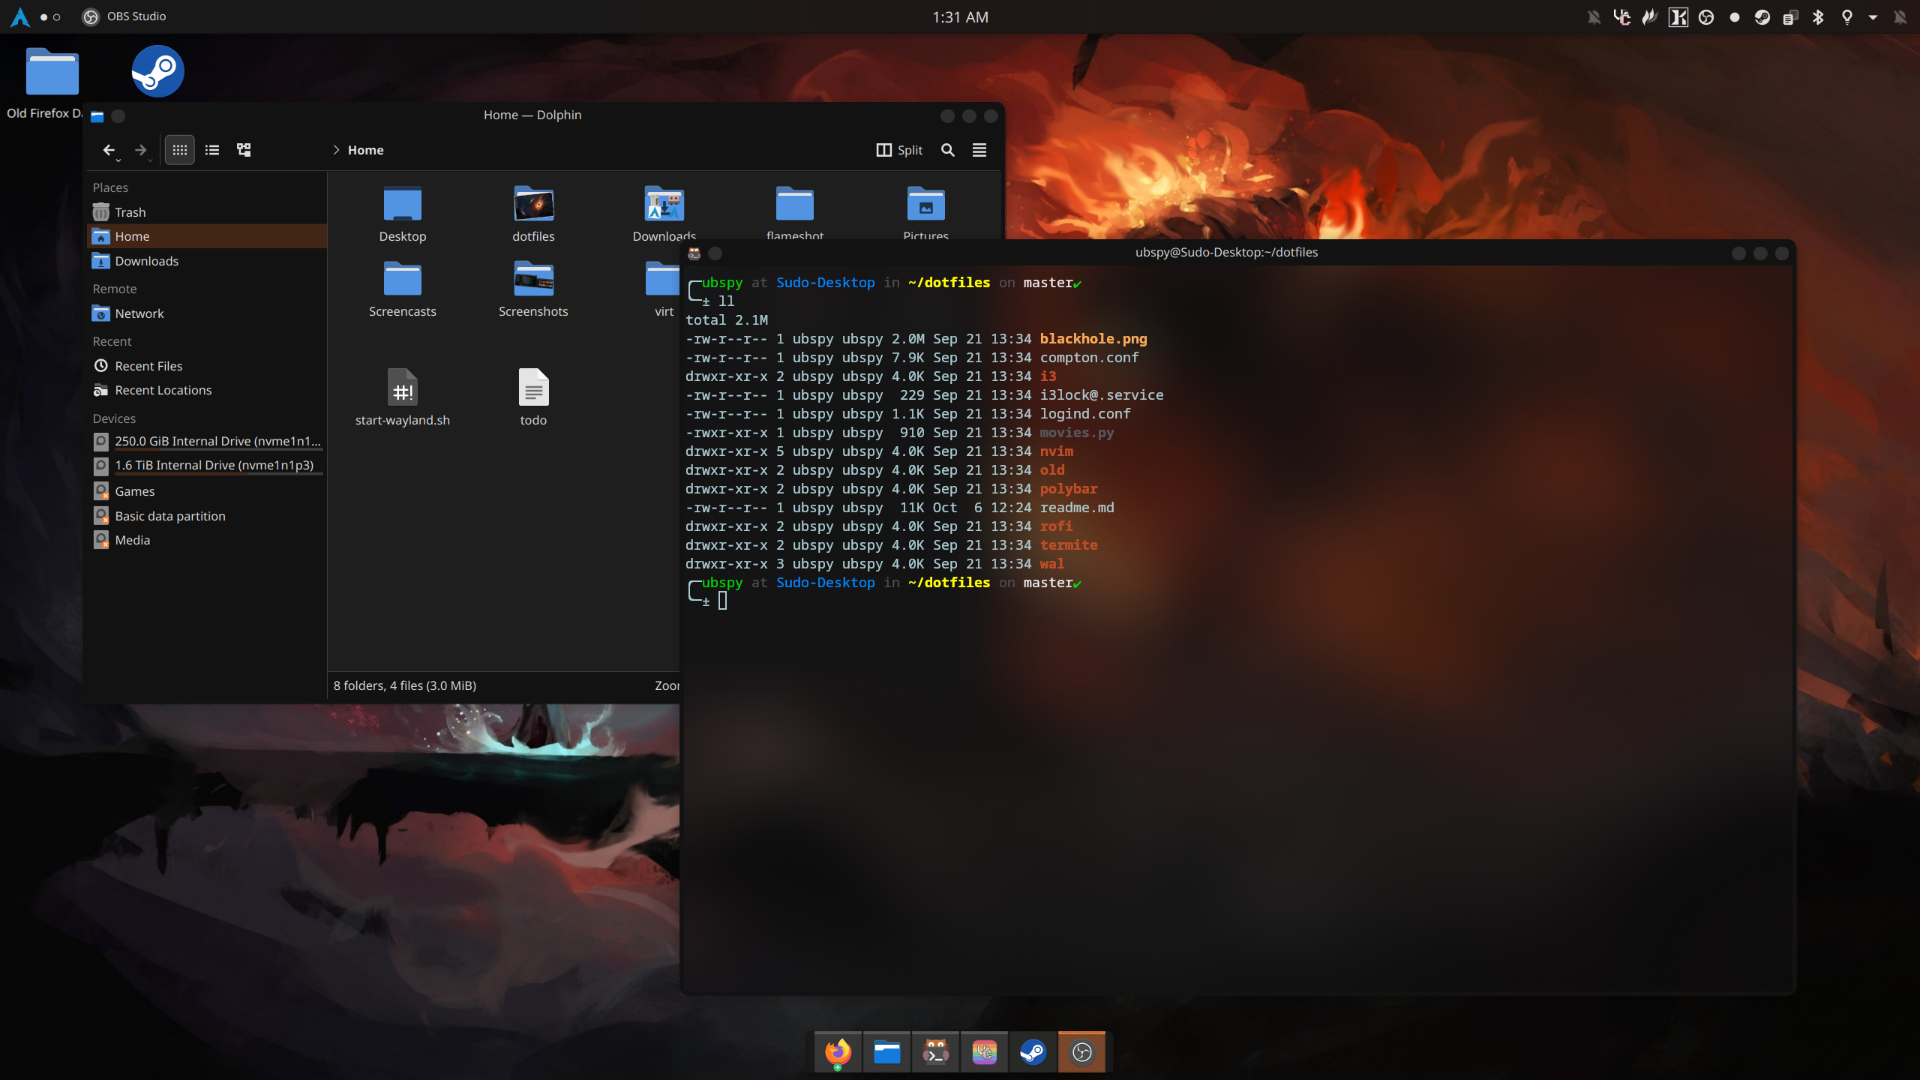 OBS Studio
1:31 AM
Old Firefox D
Home — Dolphin
Home
Split
Places
Trash
Home
Downloads
Remote
Network
Recent
Recent Files
Recent Locations
Devices
250.0 GiB Internal Drive (nvme1n1...
1.6 TiB Internal Drive (nvme1n1p3)
Games
Basic data partition
Media
Desktop
dotfiles
Downloads
flameshot
Pictures
Screencasts
Screenshots
virt
start-wayland.sh
todo
8 folders, 4 files (3.0 MiB)
Zoo
ubspy@Sudo-Desktop:~/dotfiles
ubspy at Sudo-Desktop in ~/dotfiles on master✔
± ll
total 2.1M
-rw-r--r-- 1 ubspy ubspy 2.0M Sep 21 13:34 blackhole.png
-rw-r--r-- 1 ubspy ubspy 7.9K Sep 21 13:34 compton.conf
drwxr-xr-x 2 ubspy ubspy 4.0K Sep 21 13:34 i3
-rw-r--r-- 1 ubspy ubspy  229 Sep 21 13:34 i3lock@.service
-rw-r--r-- 1 ubspy ubspy 1.1K Sep 21 13:34 logind.conf
-rwxr-xr-x 1 ubspy ubspy  910 Sep 21 13:34 movies.py
drwxr-xr-x 5 ubspy ubspy 4.0K Sep 21 13:34 nvim
drwxr-xr-x 2 ubspy ubspy 4.0K Sep 21 13:34 old
drwxr-xr-x 2 ubspy ubspy 4.0K Sep 21 13:34 polybar
-rw-r--r-- 1 ubspy ubspy  11K Oct  6 12:24 readme.md
drwxr-xr-x 2 ubspy ubspy 4.0K Sep 21 13:34 rofi
drwxr-xr-x 2 ubspy ubspy 4.0K Sep 21 13:34 termite
drwxr-xr-x 3 ubspy ubspy 4.0K Sep 21 13:34 wal
ubspy at Sudo-Desktop in ~/dotfiles on master✔
±